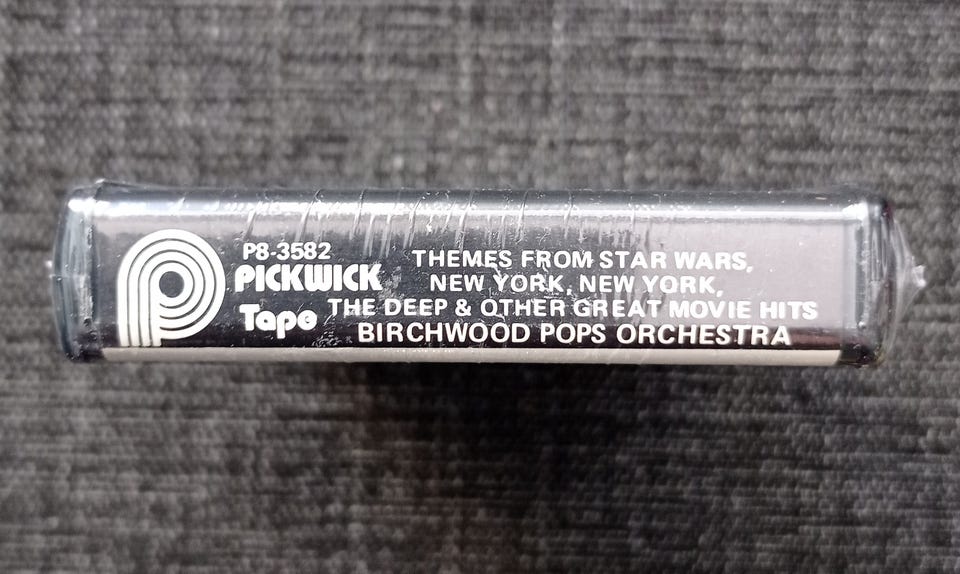 P8-3582
PICKWICK
Tape
THEMES FROM STAR WARS,
NEW YORK, NEW YORK,
THE DEEP & OTHER GREAT MOVIE HITS
BIRCHWOOD POPS ORCHESTRA